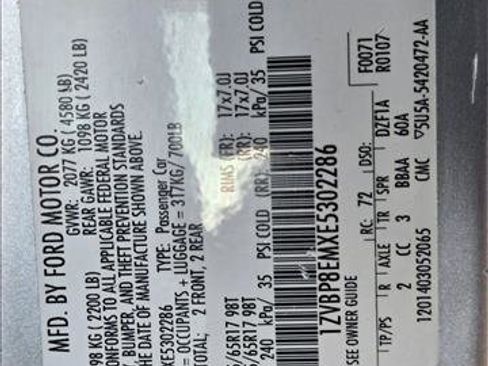 MFD. BY FORD MOTOR CO.
GVWR: 2077 KG ( 4580 LB)
98 KG ( 2200 LB) REAR GAWR: 1098 KG ( 2420 LB)
ONFORMS TO ALL APPLICABLE FEDERAL MOTOR
BUMPER, AND THEFT PREVENTION STANDARDS
THE DATE OF MANUFACTURE SHOWN ABOVE.
XE5302286 TYPE: Passenger Car
= OCCUPANTS + LUGGAGE = 317KG/ 700LB
TOTAL: 2 FRONT, 2 REAR
/65R17 98T RIMS (FR): 17x7.0J
/65R17 98T (RR): 17x7.0J
240 kPa/ 35 PSI COLD (RR) 240 kPa/ 35 PSI COLD
1ZVBP8EMXE5302286
SEE OWNER GUIDE
RC: 72 DSO: F0071
R0107
TP/PS R AXLE TR SPR DZF1A
2 CC 3 BBAA 60A
1201403052065 CMC ▽5U5A-5420472-AA